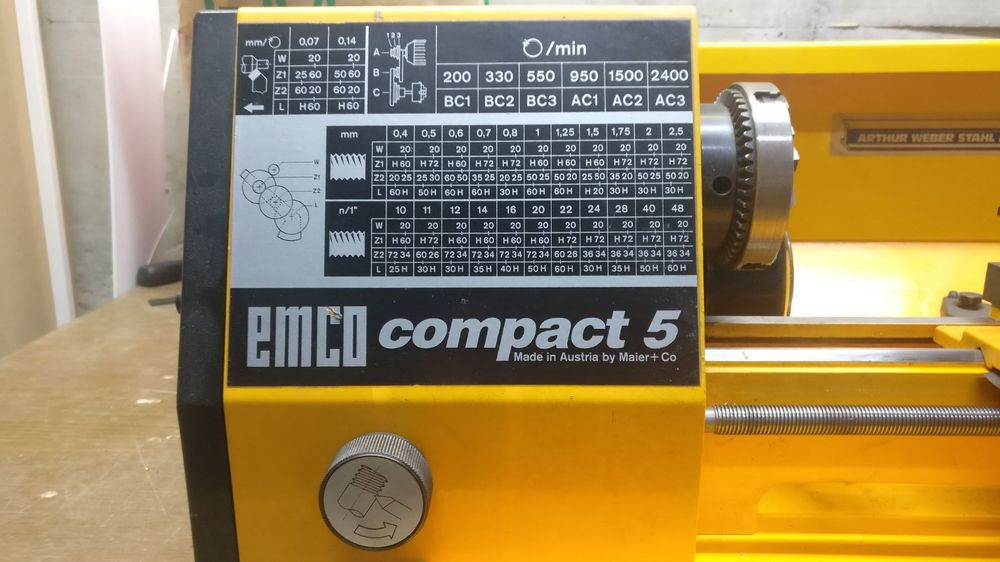 mm/ 0,07 0,14
W 20 20
Z1 25 60 50 60
Z2 60 20 60 20
L H 60 H 60
1 2 3
A
B
C
/min
200 330 550 950 1500 2400
BC1 BC2 BC3 AC1 AC2 AC3
W
Z1
Z2
L
mm 0,4 0,5 0,6 0,7 0,8 1 1,25 1,5 1,75 2 2,5
W 20 20 20 20 20 20 20 20 20 20 20
Z1 H 60 H 72 H 60 H 72 H 60 H 72 H 60 H 72 H 72 H 72 H 72
Z2 20 25 25 30 60 50 35 25 20 25 50 25 50 20 50 25 35 20 50 25 50 20
L 60 H 50 H 60 H 30 H 60 H 60 H 60 H H 20 30 H 30 H 30 H
n/1" 10 11 12 14 16 20 22 24 28 40 48
W 20 20 20 20 20 20 20 20 20 20 20
Z1 H 60 H 72 H 60 H 60 H 60 H 60 H 72 H 72 H 72 H 72 H 72
Z2 72 34 60 26 72 34 72 34 72 34 72 34 60 26 36 34 36 34 36 34 36 34
L 25 H 30 H 30 H 35 H 40 H 50 H 60 H 30 H 35 H 50 H 60 H
emco compact 5
Made in Austria by Maier+Co
ARTHUR WEBER STAHL